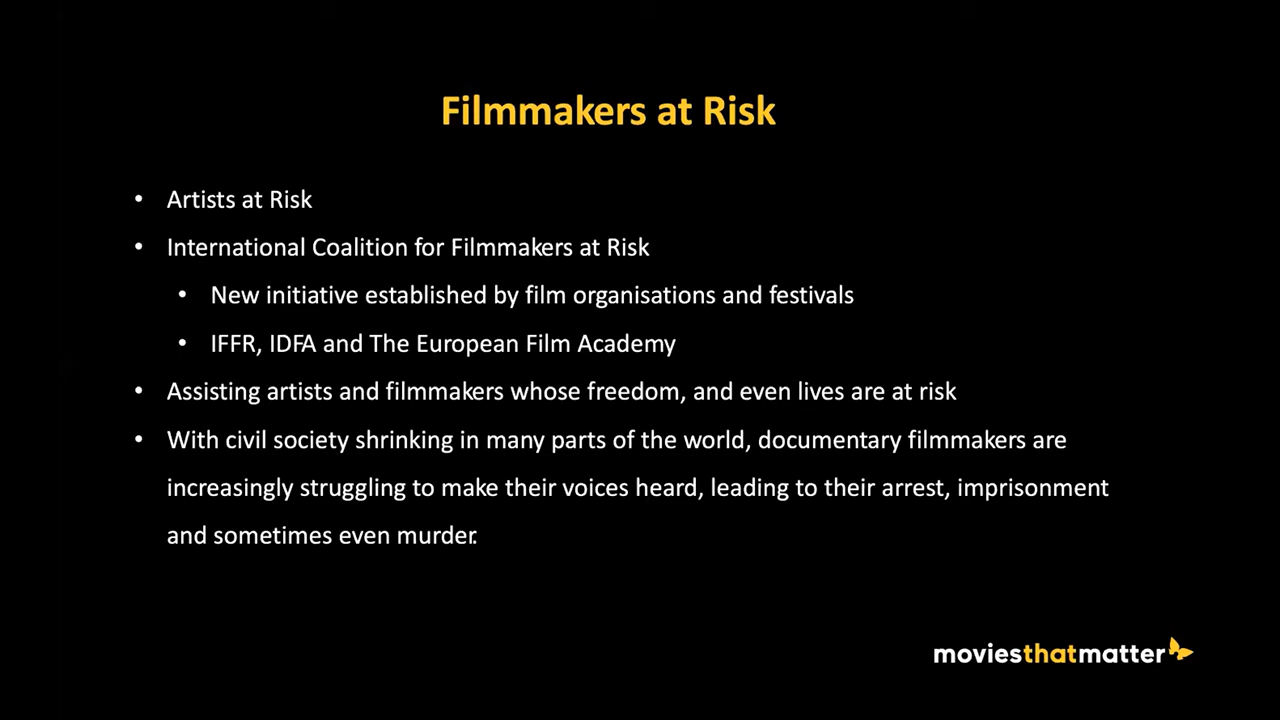 Filmmakers at Risk
• Artists at Risk
• International Coalition for Filmmakers at Risk
• New initiative established by film organisations and festivals
• IFFR, IDFA and The European Film Academy
• Assisting artists and filmmakers whose freedom, and even lives are at risk
• With civil society shrinking in many parts of the world, documentary filmmakers are
increasingly struggling to make their voices heard, leading to their arrest, imprisonment
and sometimes even murder.
moviesthatmatter